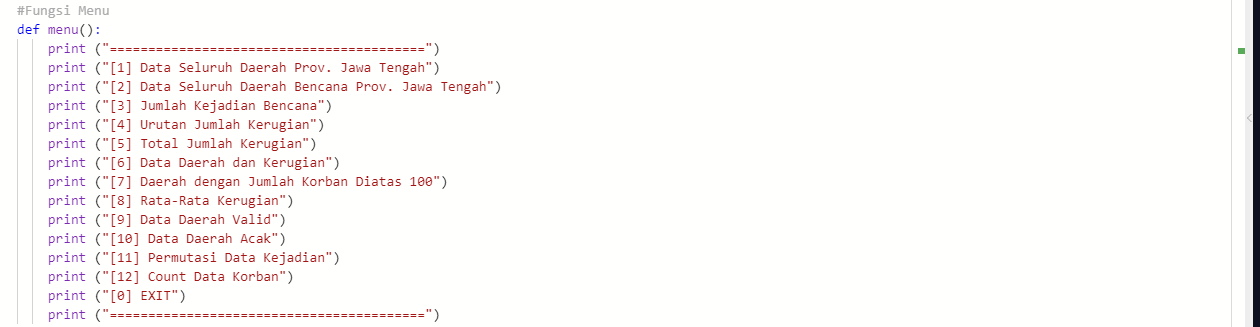 #Fungsi Menu
def menu():
    print ("=========================================")
    print ("[1] Data Seluruh Daerah Prov. Jawa Tengah")
    print ("[2] Data Seluruh Daerah Bencana Prov. Jawa Tengah")
    print ("[3] Jumlah Kejadian Bencana")
    print ("[4] Urutan Jumlah Kerugian")
    print ("[5] Total Jumlah Kerugian")
    print ("[6] Data Daerah dan Kerugian")
    print ("[7] Daerah dengan Jumlah Korban Diatas 100")
    print ("[8] Rata-Rata Kerugian")
    print ("[9] Data Daerah Valid")
    print ("[10] Data Daerah Acak")
    print ("[11] Permutasi Data Kejadian")
    print ("[12] Count Data Korban")
    print ("[0] EXIT")
    print ("=========================================")